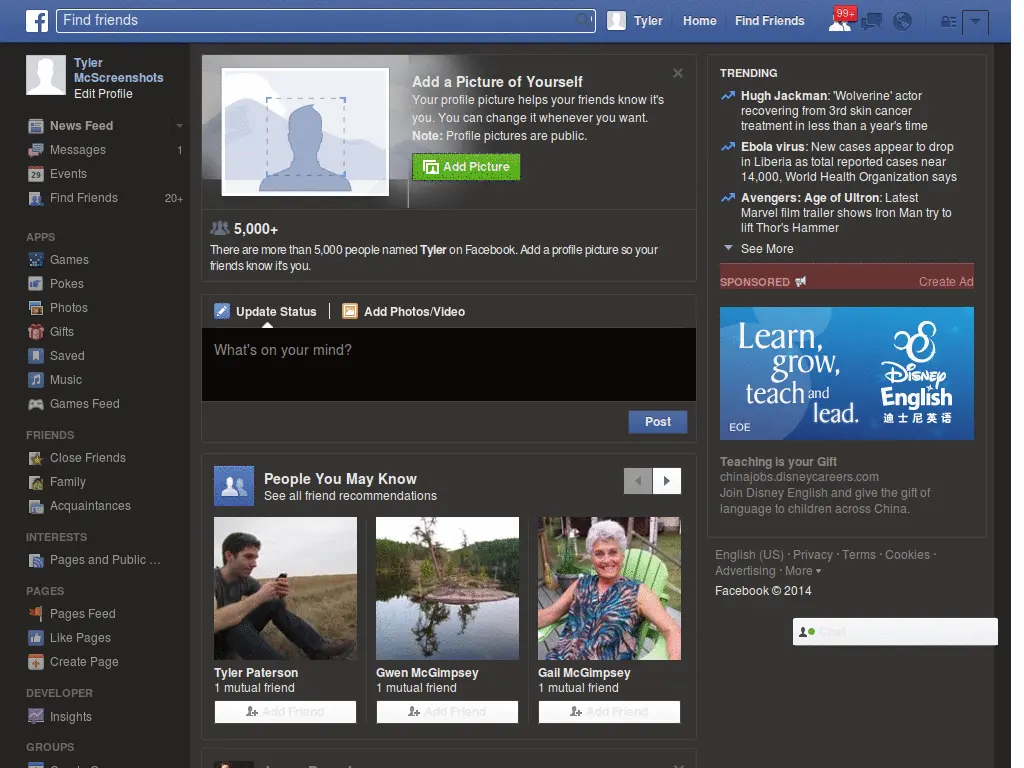 Find friends
Tyler
Home
Find Friends
99+
Tyler
McScreenshots
Edit Profile
News Feed
Messages 1
29 Events
Find Friends 20+
APPS
Games
Pokes
Photos
Gifts
Saved
Music
Games Feed
FRIENDS
Close Friends
Family
Acquaintances
INTERESTS
Pages and Public ...
PAGES
Pages Feed
Like Pages
Create Page
DEVELOPER
Insights
GROUPS
Add a Picture of Yourself
Your profile picture helps your friends know it's
you. You can change it whenever you want.
Note: Profile pictures are public.
Add Picture
5,000+
There are more than 5,000 people named Tyler on Facebook. Add a profile picture so your
friends know it's you.
Update Status
Add Photos/Video
What's on your mind?
Post
People You May Know
See all friend recommendations
Tyler Paterson
1 mutual friend
Add Friend
Gwen McGimpsey
1 mutual friend
Add Friend
Gail McGimpsey
1 mutual friend
Add Friend
TRENDING
Hugh Jackman: 'Wolverine' actor
recovering from 3rd skin cancer
treatment in less than a year's time
Ebola virus: New cases appear to drop
in Liberia as total reported cases near
14,000, World Health Organization says
Avengers: Age of Ultron: Latest
Marvel film trailer shows Iron Man try to
lift Thor's Hammer
See More
SPONSORED
Create Ad
Learn,
grow,
teach and
lead.
EOE
Disney
English
迪士尼英语
Teaching is your Gift
chinajobs.disneycareers.com
Join Disney English and give the gift of
language to children across China.
English (US) · Privacy · Terms · Cookies ·
Advertising · More
Facebook © 2014
Chat